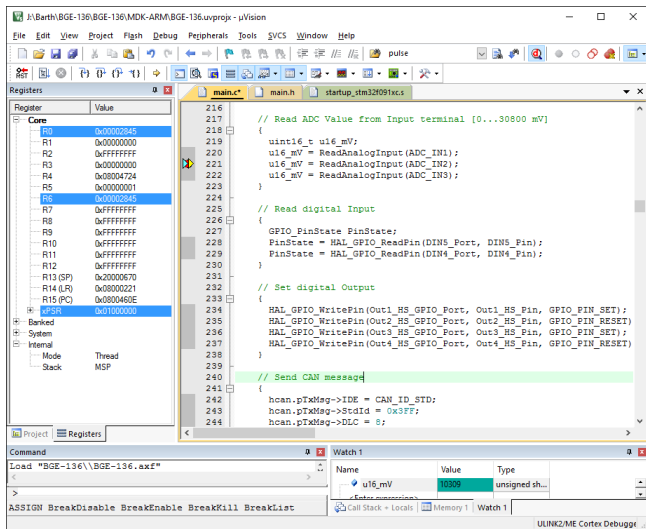 J:\Barth\BGE-136\BGE-136\MDK-ARM\BGE-136.uvprojx - µVision
File Edit View Project Flash Debug Peripherals Tools SVCS Window Help
pulse
Registers
Register Value
Core
R0 0x00002845
R1 0x00000000
R2 0xFFFFFFFF
R3 0x00000000
R4 0x08004724
R5 0x00000001
R6 0x00002845
R7 0xFFFFFFFF
R8 0xFFFFFFFF
R9 0xFFFFFFFF
R10 0xFFFFFFFF
R11 0xFFFFFFFF
R12 0xFFFFFFFF
R13 (SP) 0x20000670
R14 (LR) 0x08000221
R15 (PC) 0x0800460E
xPSR 0x01000000
Banked
System
Internal
Mode Thread
Stack MSP
Project Registers
main.c* main.h startup_stm32f091xc.s
216
217 // Read ADC Value from Input terminal [0...30800 mV]
218 {
219 uint16_t u16_mV;
220 u16_mV = ReadAnalogInput(ADC_IN1);
221 u16_mV = ReadAnalogInput(ADC_IN2);
222 u16_mV = ReadAnalogInput(ADC_IN3);
223 }
224
225 // Read digital Input
226 {
227 GPIO_PinState PinState;
228 PinState = HAL_GPIO_ReadPin(DIN5_Port, DIN5_Pin);
229 PinState = HAL_GPIO_ReadPin(DIN4_Port, DIN4_Pin);
230 }
231
232 // Set digital Output
233 {
234 HAL_GPIO_WritePin(Out1_HS_GPIO_Port, Out1_HS_Pin, GPIO_PIN_SET);
235 HAL_GPIO_WritePin(Out2_HS_GPIO_Port, Out2_HS_Pin, GPIO_PIN_RESET)
236 HAL_GPIO_WritePin(Out3_HS_GPIO_Port, Out3_HS_Pin, GPIO_PIN_SET);
237 HAL_GPIO_WritePin(Out4_HS_GPIO_Port, Out4_HS_Pin, GPIO_PIN_RESET)
238 }
239
240 // Send CAN message
241 {
242 hcan.pTxMsg->IDE = CAN_ID_STD;
243 hcan.pTxMsg->StdId = 0x3FF;
244 hcan.pTxMsg->DLC = 8;
Command
Load "BGE-136\\BGE-136.axf"
>
ASSIGN BreakDisable BreakEnable BreakKill BreakList
Watch 1
Name Value Type
u16_mV 10309 unsigned sh...
<Enter expression>
Call Stack + Locals Memory 1 Watch 1
ULINK2/ME Cortex Debugge